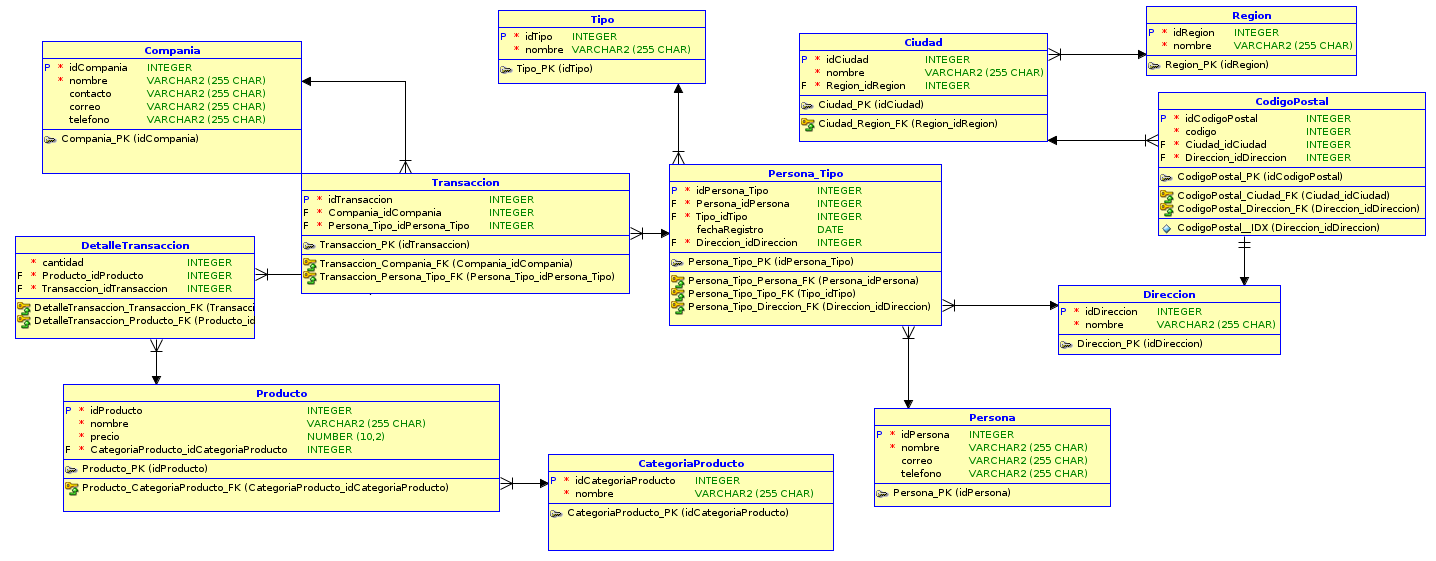 Tipo
P * idTipo INTEGER
* nombre VARCHAR2 (255 CHAR)
Tipo_PK (idTipo)
Region
P * idRegion INTEGER
* nombre VARCHAR2 (255 CHAR)
Region_PK (idRegion)
Ciudad
P * idCiudad INTEGER
* nombre VARCHAR2 (255 CHAR)
F * Region_idRegion INTEGER
Ciudad_PK (idCiudad)
Ciudad_Region_FK (Region_idRegion)
Compania
P * idCompania INTEGER
* nombre VARCHAR2 (255 CHAR)
contacto VARCHAR2 (255 CHAR)
correo VARCHAR2 (255 CHAR)
telefono VARCHAR2 (255 CHAR)
Compania_PK (idCompania)
CodigoPostal
P * idCodigoPostal INTEGER
* codigo INTEGER
F * Ciudad_idCiudad INTEGER
F * Direccion_idDireccion INTEGER
CodigoPostal_PK (idCodigoPostal)
CodigoPostal_Ciudad_FK (Ciudad_idCiudad)
CodigoPostal_Direccion_FK (Direccion_idDireccion)
CodigoPostal__IDX (Direccion_idDireccion)
Transaccion
P * idTransaccion INTEGER
F * Compania_idCompania INTEGER
F * Persona_Tipo_idPersona_Tipo INTEGER
Transaccion_PK (idTransaccion)
Transaccion_Compania_FK (Compania_idCompania)
Transaccion_Persona_Tipo_FK (Persona_Tipo_idPersona_Tipo)
Persona_Tipo
P * idPersona_Tipo INTEGER
F * Persona_idPersona INTEGER
F * Tipo_idTipo INTEGER
fechaRegistro DATE
F * Direccion_idDireccion INTEGER
Persona_Tipo_PK (idPersona_Tipo)
Persona_Tipo_Persona_FK (Persona_idPersona)
Persona_Tipo_Tipo_FK (Tipo_idTipo)
Persona_Tipo_Direccion_FK (Direccion_idDireccion)
DetalleTransaccion
* cantidad INTEGER
F * Producto_idProducto INTEGER
F * Transaccion_idTransaccion INTEGER
DetalleTransaccion_Transaccion_FK (Transacci
DetalleTransaccion_Producto_FK (Producto_id
Direccion
P * idDireccion INTEGER
* nombre VARCHAR2 (255 CHAR)
Direccion_PK (idDireccion)
Producto
P * idProducto INTEGER
* nombre VARCHAR2 (255 CHAR)
* precio NUMBER (10,2)
F * CategoriaProducto_idCategoriaProducto INTEGER
Producto_PK (idProducto)
Producto_CategoriaProducto_FK (CategoriaProducto_idCategoriaProducto)
Persona
P * idPersona INTEGER
* nombre VARCHAR2 (255 CHAR)
correo VARCHAR2 (255 CHAR)
telefono VARCHAR2 (255 CHAR)
Persona_PK (idPersona)
CategoriaProducto
P * idCategoriaProducto INTEGER
* nombre VARCHAR2 (255 CHAR)
CategoriaProducto_PK (idCategoriaProducto)